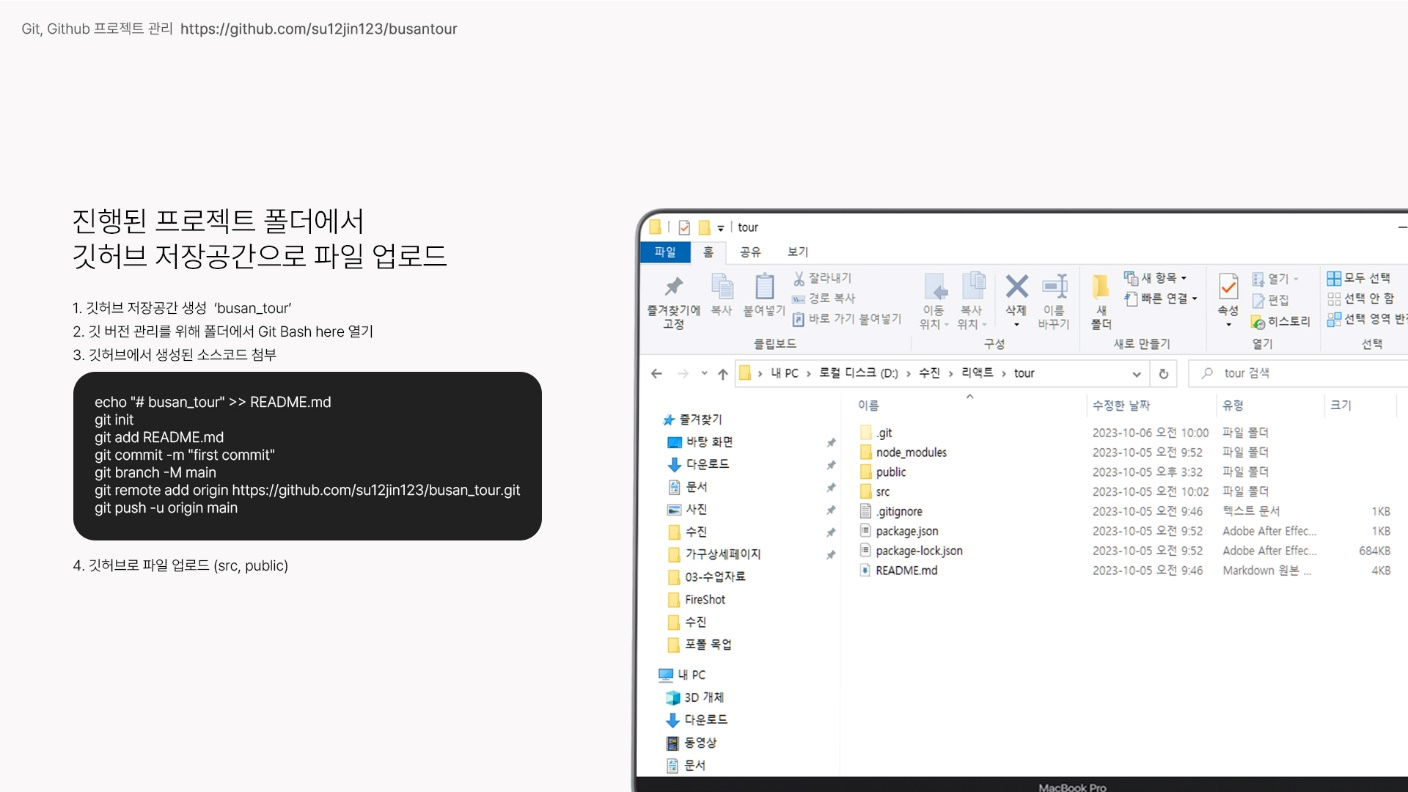 Git, Github 프로젝트 관리  https://github.com/su12jin123/busantour
진행된 프로젝트 폴더에서
깃허브 저장공간으로 파일 업로드
1. 깃허브 저장공간 생성  ‘busan_tour’
2. 깃 버전 관리를 위해 폴더에서 Git Bash here 열기
3. 깃허브에서 생성된 소스코드 첨부
echo "# busan_tour" >> README.md
git init
git add README.md
git commit -m "first commit"
git branch -M main
git remote add origin https://github.com/su12jin123/busan_tour.git
git push -u origin main
4. 깃허브로 파일 업로드 (src, public)
tour
파일 홈 공유 보기
즐겨찾기에 고정
복사
붙여넣기
잘라내기
경로 복사
바로 가기 붙여넣기
이동 위치
복사 위치
삭제
이름 바꾸기
새 폴더
새 항목
빠른 연결
속성
열기
편집
히스토리
모두 선택
선택 안 함
선택 영역 반전
클립보드 구성 새로 만들기 열기 선택
내 PC > 로컬 디스크 (D:) > 수진 > 리액트 > tour
tour 검색
즐겨찾기
바탕 화면
다운로드
문서
사진
수진
가구상세페이지
03-수업자료
FireShot
수진
포폴 목업
내 PC
3D 개체
다운로드
동영상
문서
이름 수정한 날짜 유형 크기
.git 2023-10-06 오전 10:00 파일 폴더
node_modules 2023-10-05 오전 9:52 파일 폴더
public 2023-10-05 오후 3:32 파일 폴더
src 2023-10-05 오전 10:02 파일 폴더
.gitignore 2023-10-05 오전 9:46 텍스트 문서 1KB
package.json 2023-10-05 오전 9:52 Adobe After Effec... 1KB
package-lock.json 2023-10-05 오전 9:52 Adobe After Effec... 684KB
README.md 2023-10-05 오전 9:46 Markdown 원본 ... 4KB
MacBook Pro